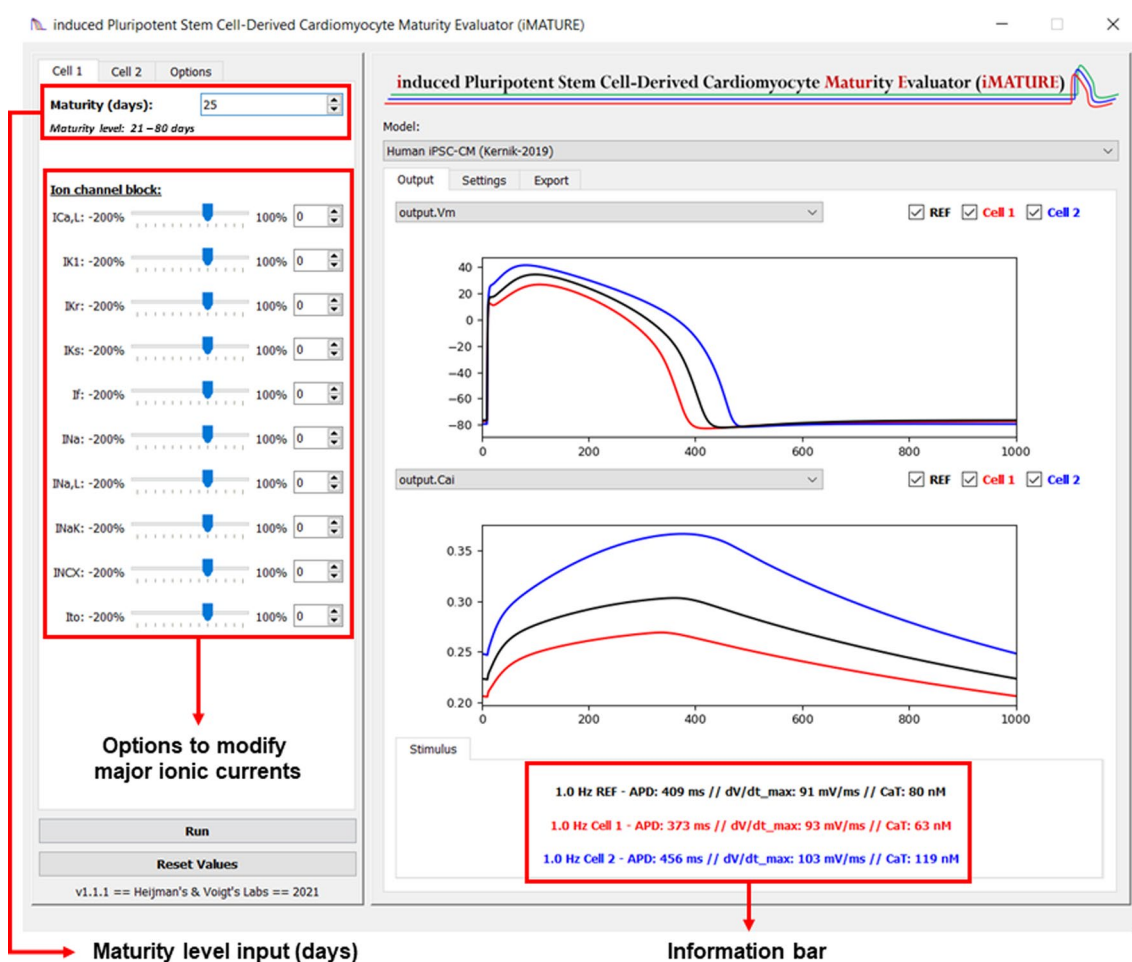 induced Pluripotent Stem Cell-Derived Cardiomyocyte Maturity Evaluator (iMATURE)
Cell 1 Cell 2 Options
Maturity (days): 25
Maturity level: 21 – 80 days
Ion channel block:
ICa,L: -200% 100% 0
IK1: -200% 100% 0
IKr: -200% 100% 0
IKs: -200% 100% 0
If: -200% 100% 0
INa: -200% 100% 0
INa,L: -200% 100% 0
INaK: -200% 100% 0
INCX: -200% 100% 0
Ito: -200% 100% 0
Options to modify
major ionic currents
Run
Reset Values
v1.1.1 == Heijman's & Voigt's Labs == 2021
Maturity level input (days)
induced Pluripotent Stem Cell-Derived Cardiomyocyte Maturity Evaluator (iMATURE)
Model:
Human iPSC-CM (Kernik-2019)
Output Settings Export
output.Vm REF Cell 1 Cell 2
40
20
0
−20
−40
−60
−80
0 200 400 600 800 1000
output.Cai REF Cell 1 Cell 2
0.35
0.30
0.25
0.20
0 200 400 600 800 1000
Stimulus
1.0 Hz REF - APD: 409 ms // dV/dt_max: 91 mV/ms // CaT: 80 nM
1.0 Hz Cell 1 - APD: 373 ms // dV/dt_max: 93 mV/ms // CaT: 63 nM
1.0 Hz Cell 2 - APD: 456 ms // dV/dt_max: 103 mV/ms // CaT: 119 nM
Information bar